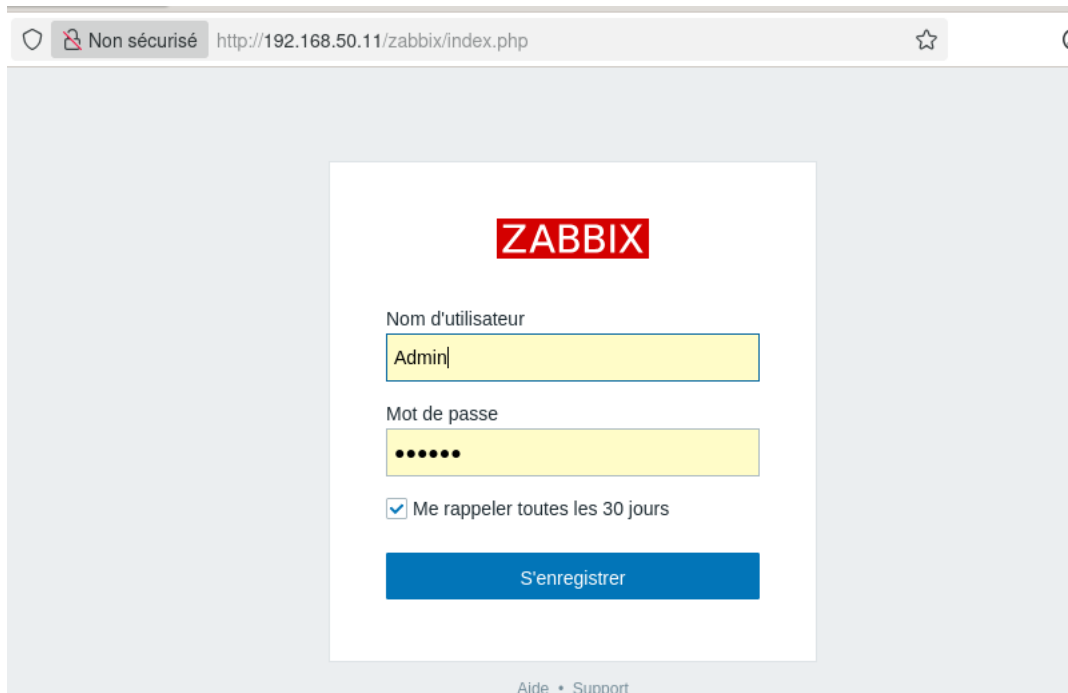 Non sécurisé http://192.168.50.11/zabbix/index.php
ZABBIX
Nom d'utilisateur
Admin
Mot de passe
••••••
Me rappeler toutes les 30 jours
S'enregistrer
Aide • Support